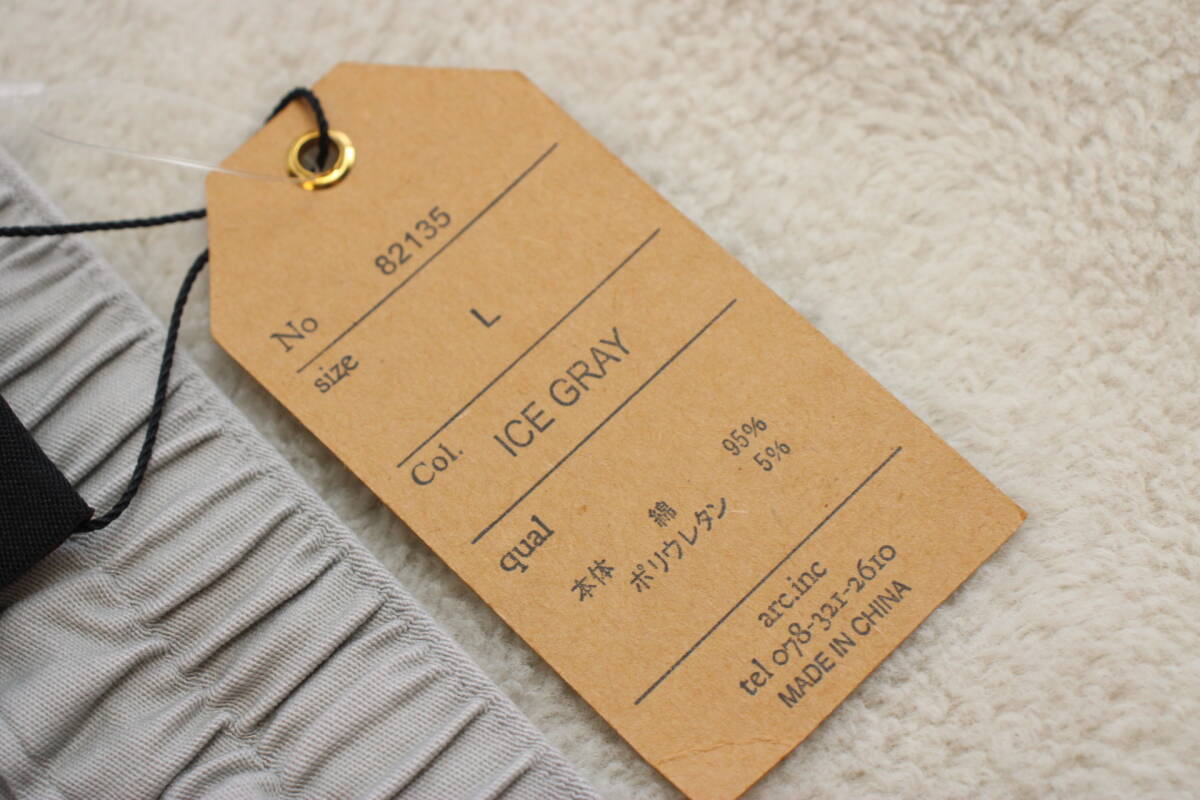 No 82135
size L
Col. ICE GRAY
qual
本体 綿 95%
ポリウレタン 5%
arc.inc
tel 078-321-2610
MADE IN CHINA